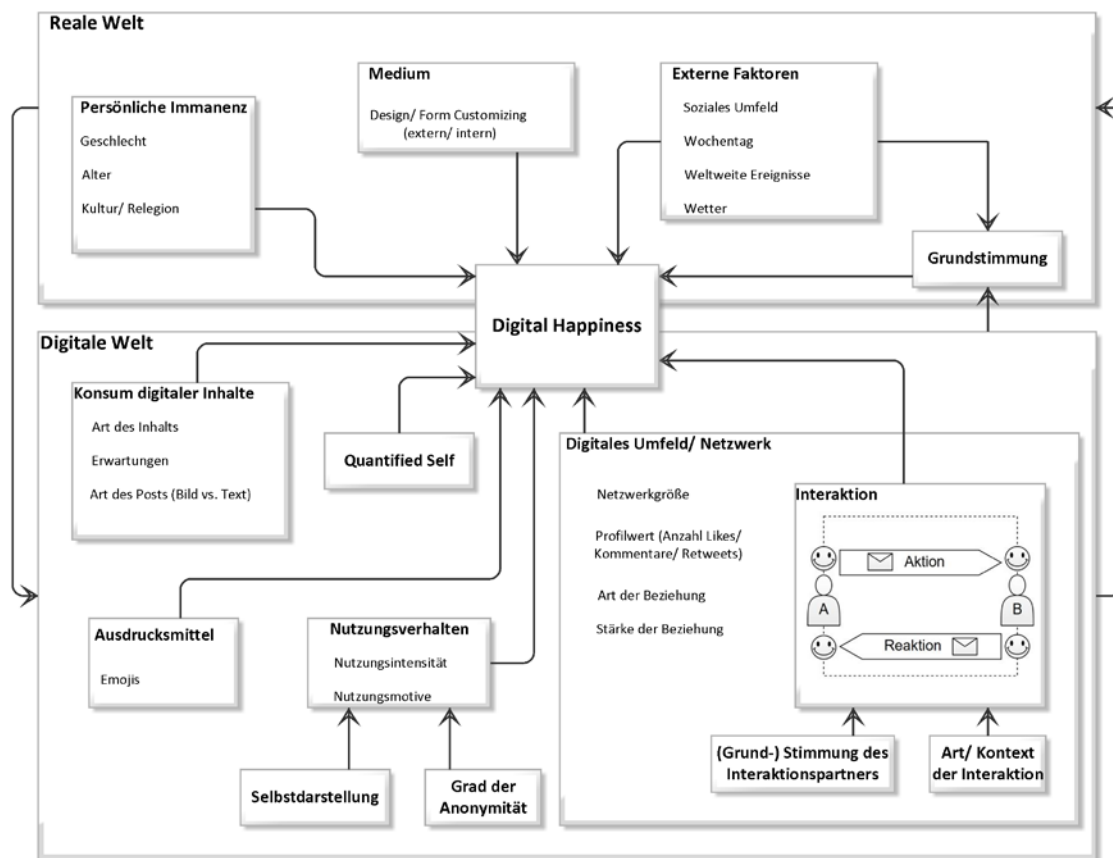 Reale Welt
Persönliche Immanenz
Geschlecht
Alter
Kultur/ Relegion
Medium
Design/ Form Customizing
(extern/ intern)
Externe Faktoren
Soziales Umfeld
Wochentag
Weltweite Ereignisse
Wetter
Grundstimmung
Digital Happiness
Digitale Welt
Konsum digitaler Inhalte
Art des Inhalts
Erwartungen
Art des Posts (Bild vs. Text)
Quantified Self
Ausdrucksmittel
Emojis
Nutzungsverhalten
Nutzungsintensität
Nutzungsmotive
Selbstdarstellung
Grad der
Anonymität
Digitales Umfeld/ Netzwerk
Netzwerkgröße
Profilwert (Anzahl Likes/
Kommentare/ Retweets)
Art der Beziehung
Stärke der Beziehung
Interaktion
Aktion
A
B
Reaktion
(Grund-) Stimmung des
Interaktionspartners
Art/ Kontext
der Interaktion